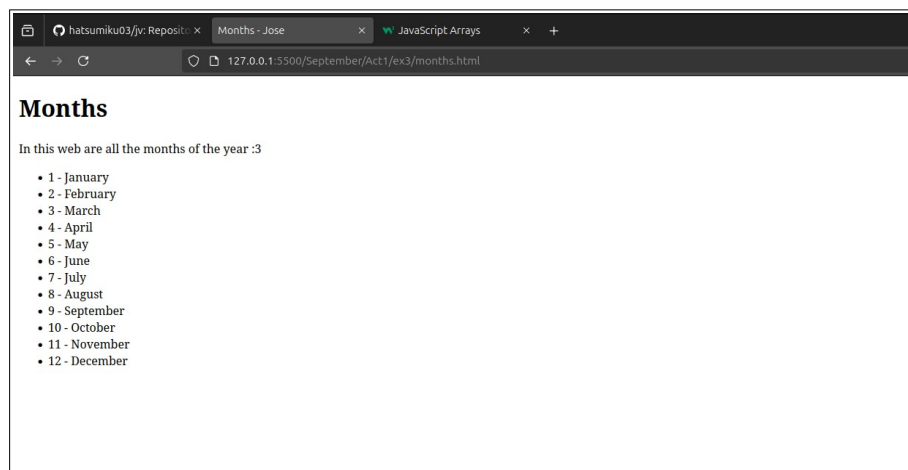 hatsumiku03/jv: Reposito
Months - Jose
JavaScript Arrays
127.0.0.1:5500/September/Act1/ex3/months.html
Months
In this web are all the months of the year :3
• 1 - January
• 2 - February
• 3 - March
• 4 - April
• 5 - May
• 6 - June
• 7 - July
• 8 - August
• 9 - September
• 10 - October
• 11 - November
• 12 - December